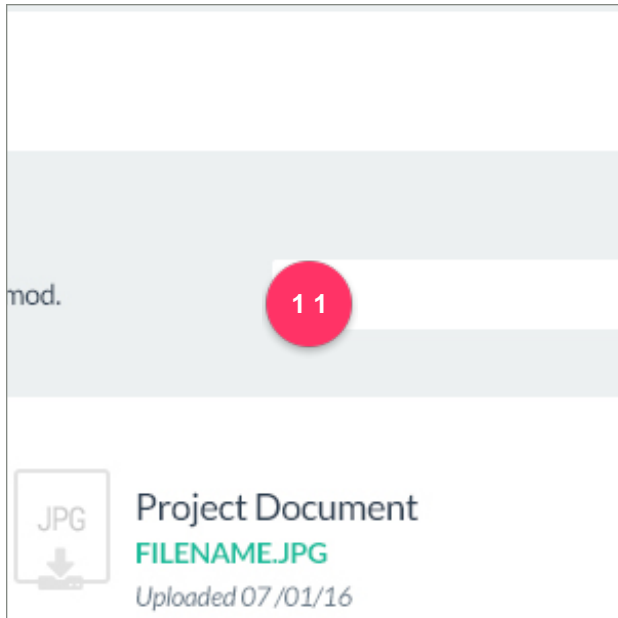 mod.
1 1
JPG
Project Document
FILENAME.JPG
Uploaded 07/01/16